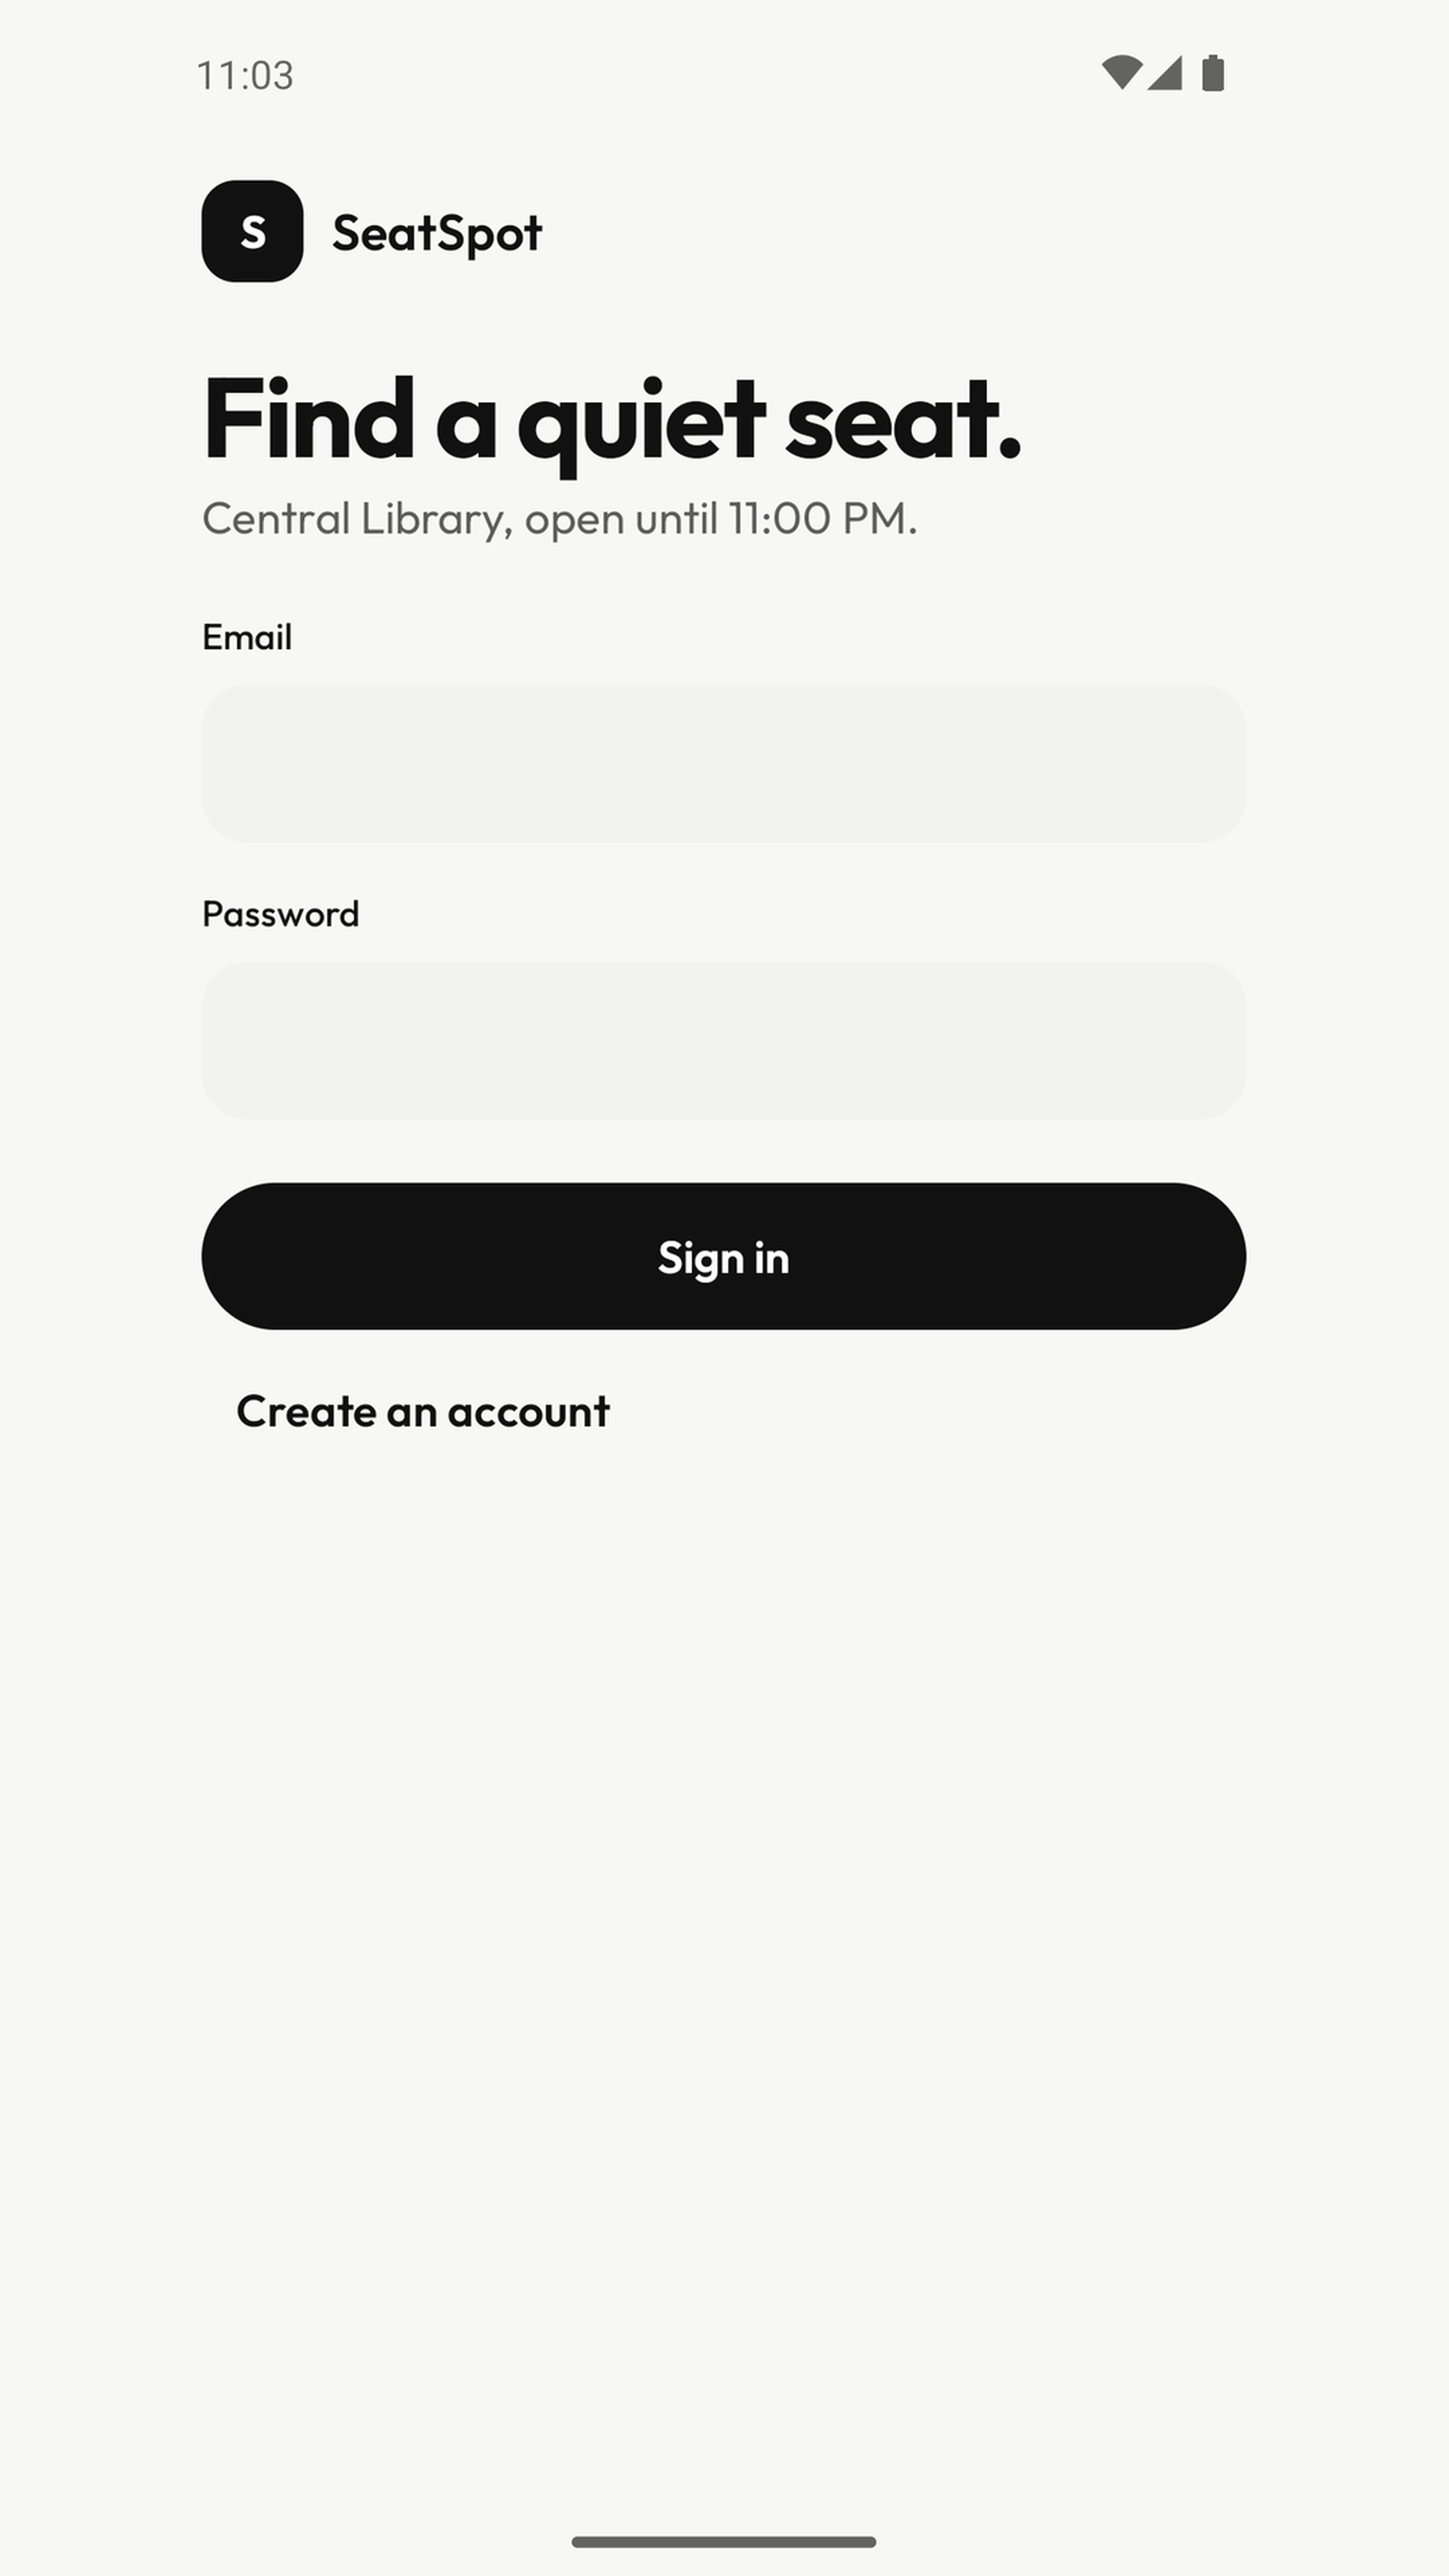 11:03
S SeatSpot
Find a quiet seat.
Central Library, open until 11:00 PM.
Email
Password
Sign in
Create an account